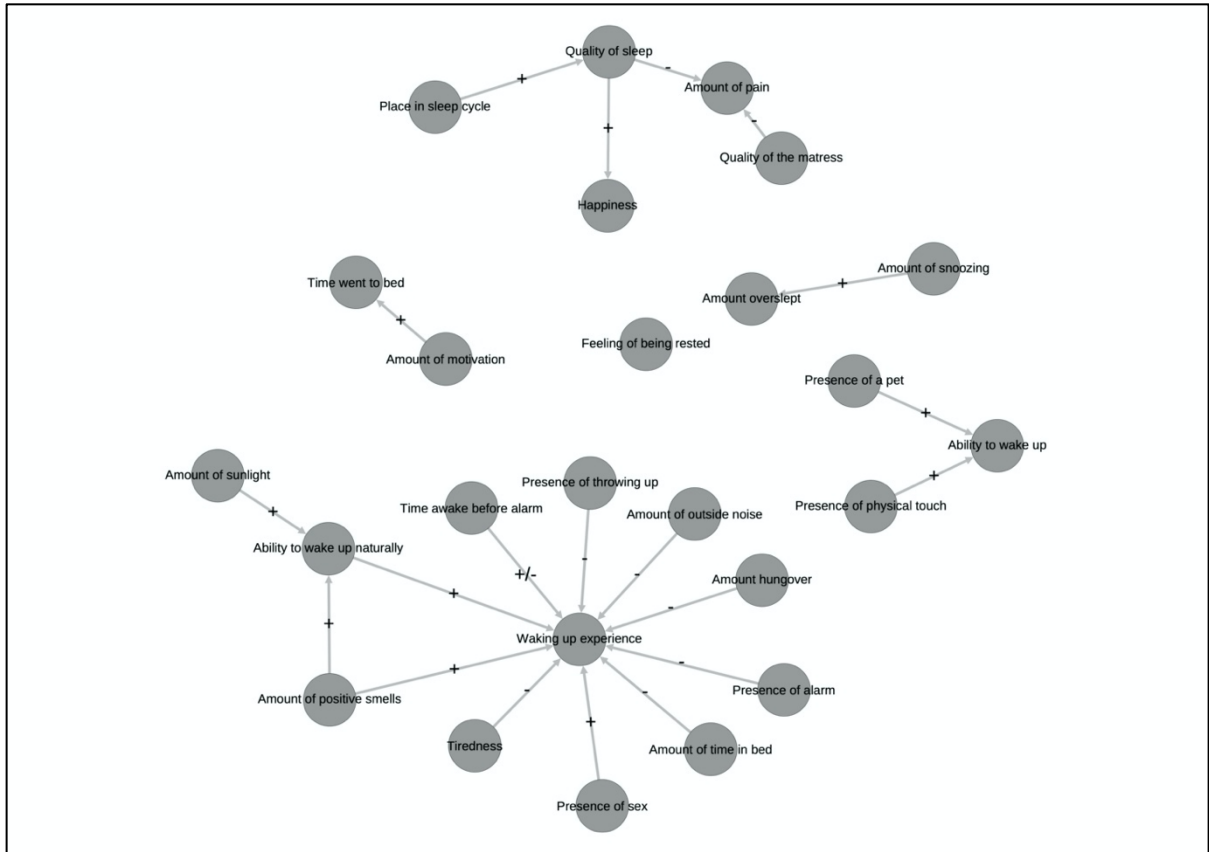 Quality of sleep
-
+
Amount of pain
Place in sleep cycle
-
+
Quality of the matress
Happiness
Amount of snoozing
Time went to bed
+
Amount overslept
+
Feeling of being rested
Amount of motivation
Presence of a pet
+
Ability to wake up
Amount of sunlight
+
Presence of throwing up
Presence of physical touch
Time awake before alarm
Amount of outside noise
+
Ability to wake up naturally
-
+/-
-
Amount hungover
+
-
+
Waking up experience
-
+
Presence of alarm
Amount of positive smells
-
-
+
Tiredness
Amount of time in bed
Presence of sex